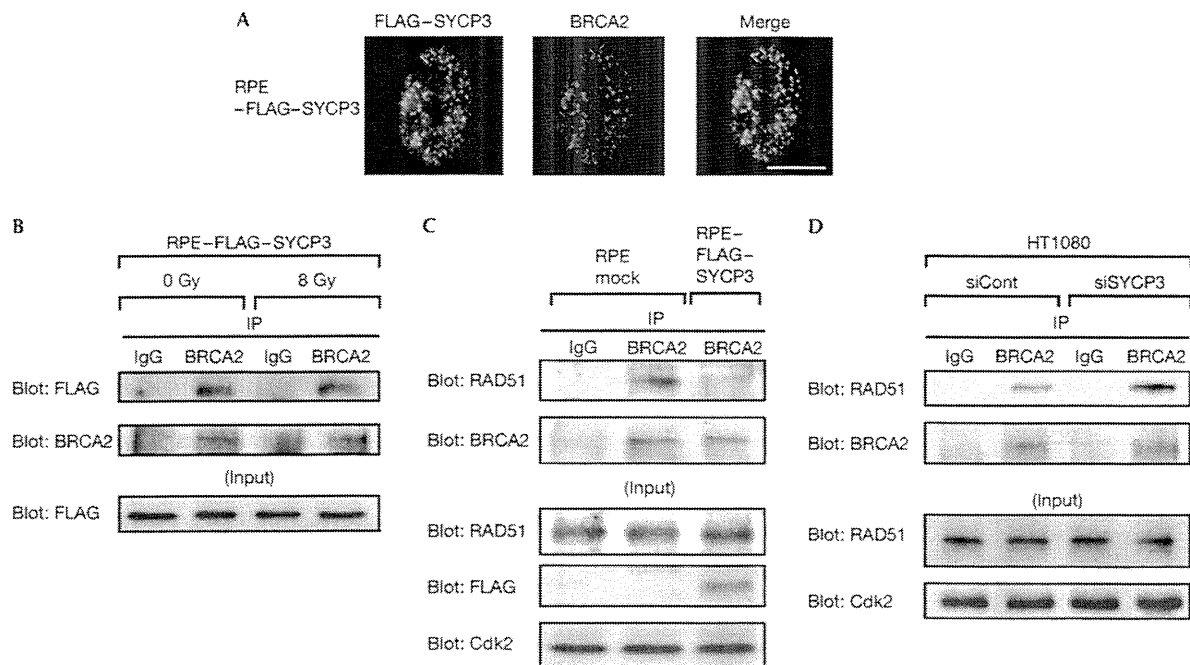 A
FLAG–SYCP3 BRCA2 Merge
RPE
–FLAG–SYCP3
B
RPE–FLAG–SYCP3
0 Gy 8 Gy
IP
IgG BRCA2 IgG BRCA2
Blot: FLAG
Blot: BRCA2
(Input)
Blot: FLAG
C
RPE
mock
RPE–
FLAG–
SYCP3
IP
IgG BRCA2 BRCA2
Blot: RAD51
Blot: BRCA2
(Input)
Blot: RAD51
Blot: FLAG
Blot: Cdk2
D
HT1080
siCont siSYCP3
IP
IgG BRCA2 IgG BRCA2
Blot: RAD51
Blot: BRCA2
(Input)
Blot: RAD51
Blot: Cdk2